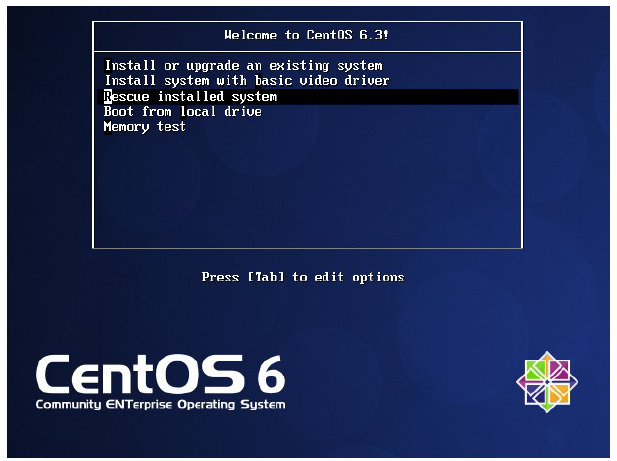 Welcome to CentOS 6.3!
Install or upgrade an existing system
Install system with basic video driver
Rescue installed system
Boot from local drive
Memory test
Press [Tab] to edit options
CentOS 6
Community ENTerprise Operating System